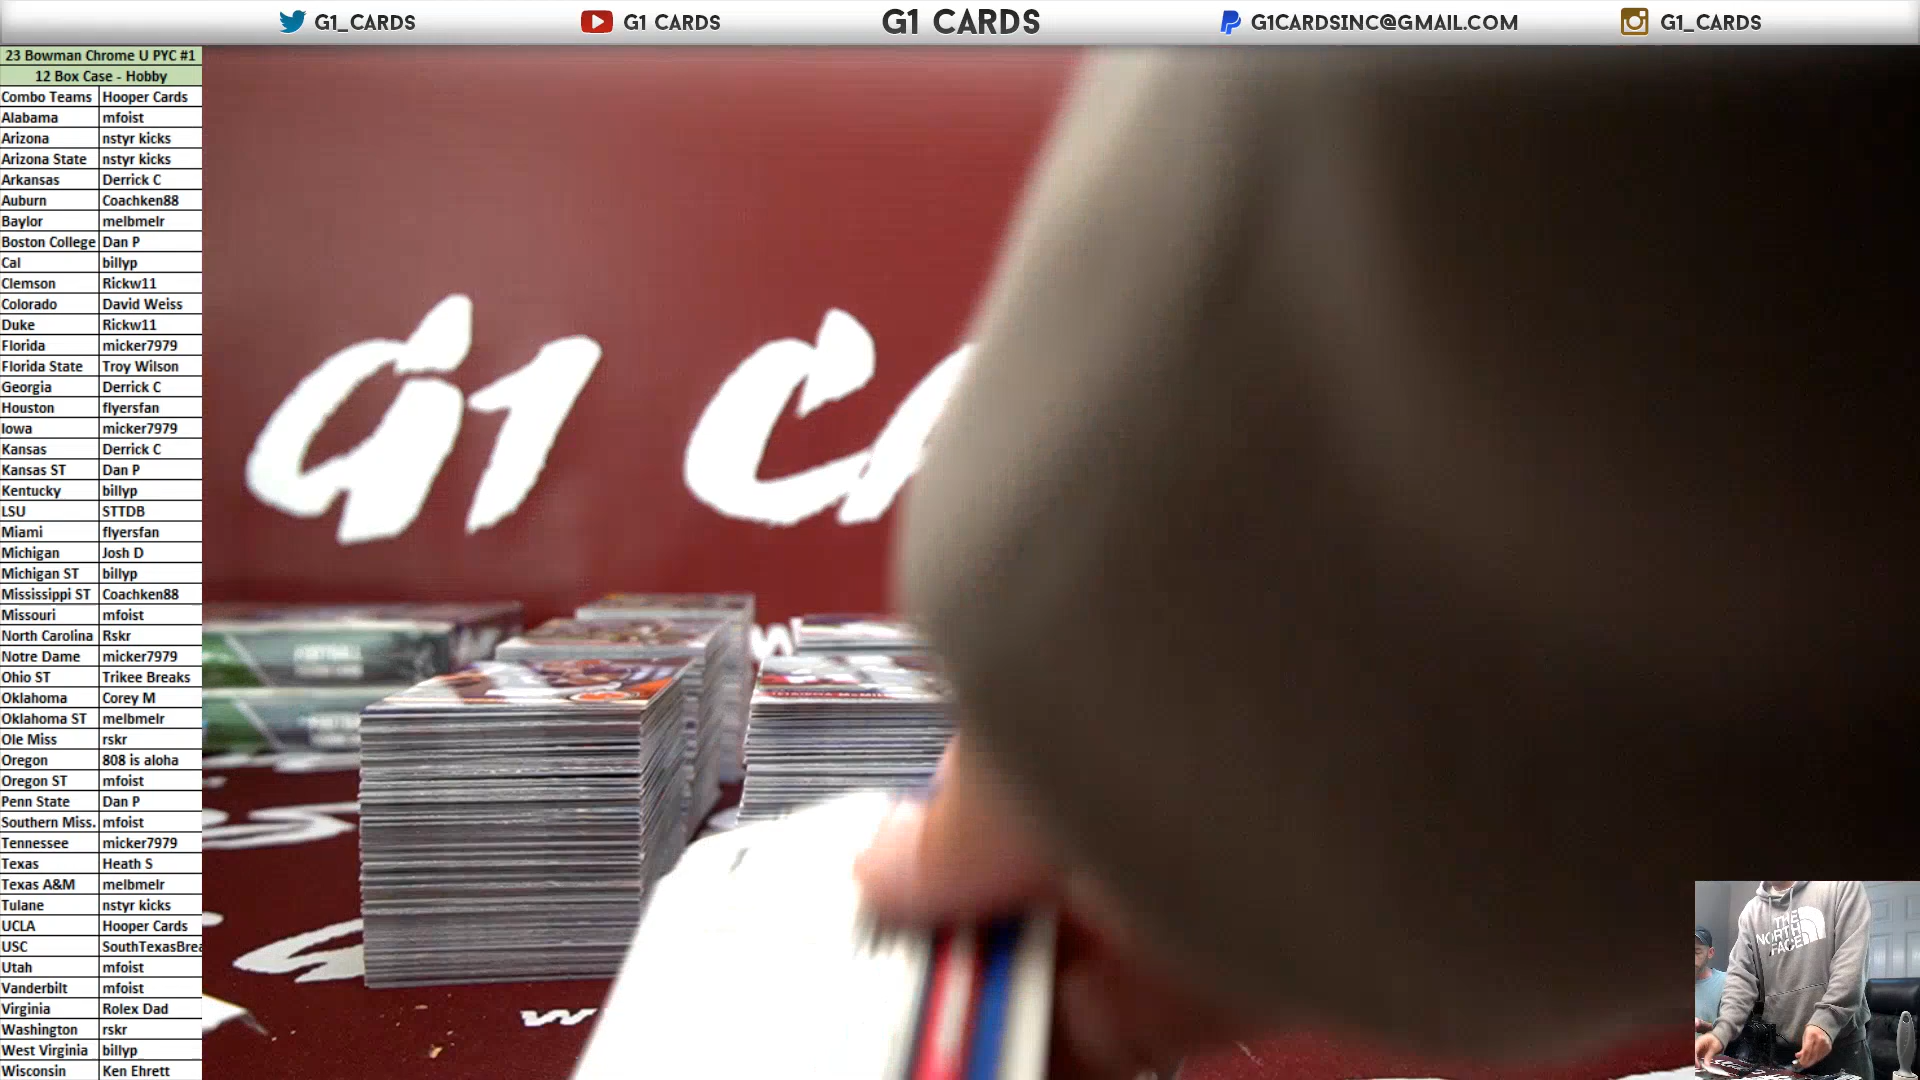 G1_CARDS G1 CARDS G1 CARDS G1CARDSINC@GMAIL.COM G1_CARDS
23 Bowman Chrome U PYC #1
12 Box Case - Hobby
Combo Teams Hooper Cards
Alabama mfoist
Arizona nstyr kicks
Arizona State nstyr kicks
Arkansas Derrick C
Auburn Coachken88
Baylor melbmelr
Boston College Dan P
Cal billyp
Clemson Rickw11
Colorado David Weiss
Duke Rickw11
Florida micker7979
Florida State Troy Wilson
Georgia Derrick C
Houston flyersfan
Iowa micker7979
Kansas Derrick C
Kansas ST Dan P
Kentucky billyp
LSU STTDB
Miami flyersfan
Michigan Josh D
Michigan ST billyp
Mississippi ST Coachken88
Missouri mfoist
North Carolina Rskr
Notre Dame micker7979
Ohio ST Trikee Breaks
Oklahoma Corey M
Oklahoma ST melbmelr
Ole Miss rskr
Oregon 808 is aloha
Oregon ST mfoist
Penn State Dan P
Southern Miss. mfoist
Tennessee micker7979
Texas Heath S
Texas A&M melbmelr
Tulane nstyr kicks
UCLA Hooper Cards
USC SouthTexasBrea
Utah mfoist
Vanderbilt mfoist
Virginia Rolex Dad
Washington rskr
West Virginia billyp
Wisconsin Ken Ehrett
G1 Ca
FOOTBALL
THE
NORTH
FACE